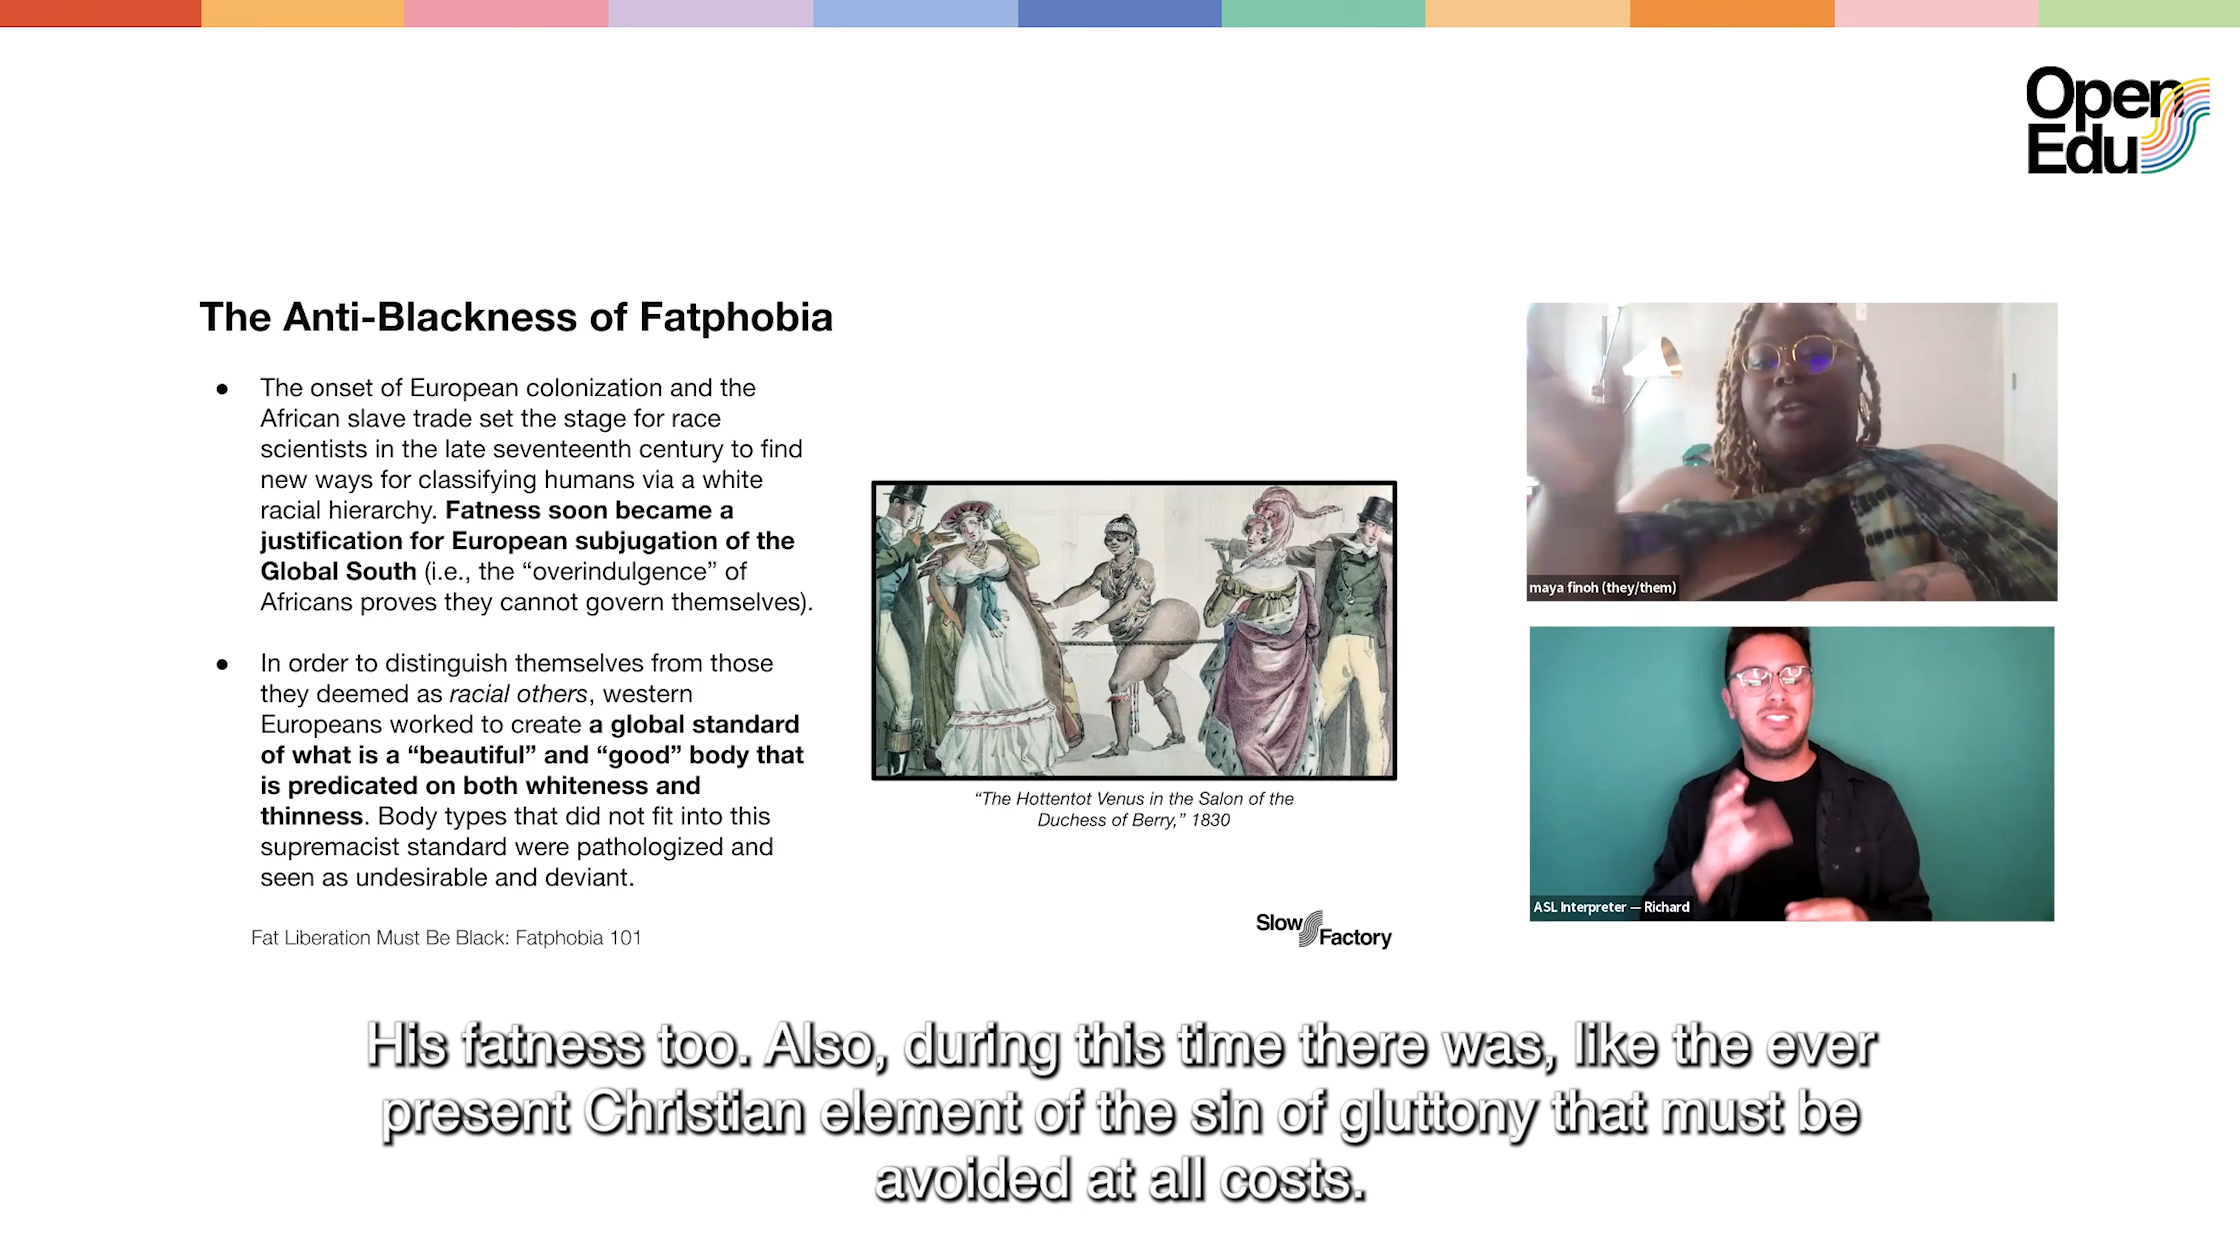 Open
Edu
The Anti-Blackness of Fatphobia
● The onset of European colonization and the
African slave trade set the stage for race
scientists in the late seventeenth century to find
new ways for classifying humans via a white
racial hierarchy. Fatness soon became a
justification for European subjugation of the
Global South (i.e., the “overindulgence” of
Africans proves they cannot govern themselves).
● In order to distinguish themselves from those
they deemed as racial others, western
Europeans worked to create a global standard
of what is a “beautiful” and “good” body that
is predicated on both whiteness and
thinness. Body types that did not fit into this
supremacist standard were pathologized and
seen as undesirable and deviant.
“The Hottentot Venus in the Salon of the
Duchess of Berry,” 1830
Fat Liberation Must Be Black: Fatphobia 101
Slow
Factory
maya finoh (they/them)
ASL Interpreter — Richard
His fatness too. Also, during this time there was, like the ever
present Christian element of the sin of gluttony that must be
avoided at all costs.